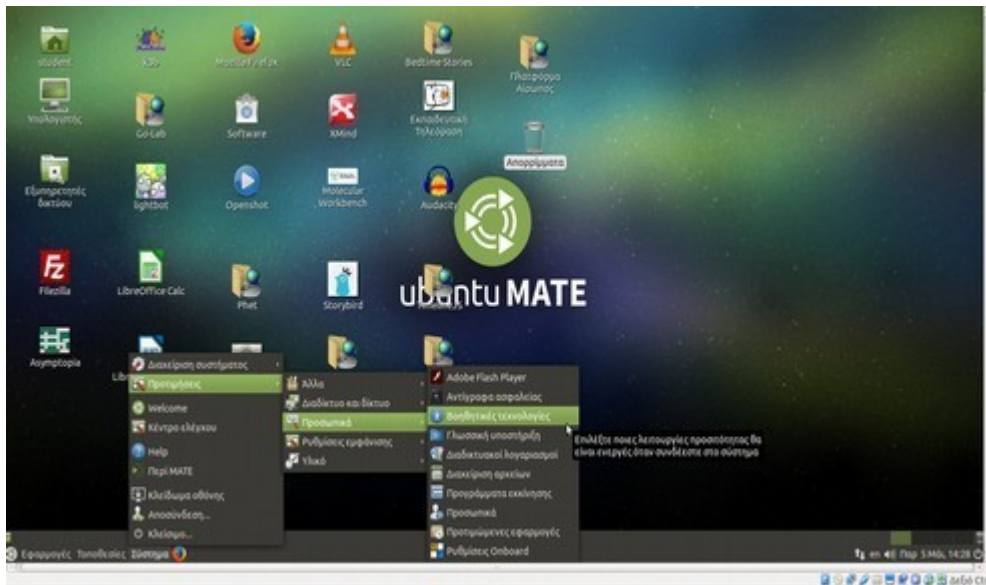 student
Mozilla Firefox
VLC
Bedtime Stories
Πλατφόρμα
Αίσωπος
Υπολογιστής
Go-Lab
Software
XMind
Εκπαιδευτική
Τηλεόραση
Απορρίμματα
Εξυπηρετητές
δικτύου
lightbot
Openshot
Molecular
Workbench
Audacity
Filezilla
LibreOffice Calc
Phet
Storybird
ubuntu MATE
Asymptopia
Διαχείριση συστήματος
Προτιμήσεις
Welcome
Κέντρο ελέγχου
Help
Περί MATE
Κλείδωμα οθόνης
Αποσύνδεση...
Κλείσιμο...
Άλλα
Διαδίκτυο και δίκτυο
Προσωπικά
Ρυθμίσεις εμφάνισης
Υλικό
Adobe Flash Player
Αντίγραφα ασφαλείας
Βοηθητικές τεχνολογίες
Γλωσσική υποστήριξη
Διαδικτυακοί λογαριασμοί
Διαχείριση αρχείων
Προγράμματα εκκίνησης
Προσωπικά
Προτιμώμενες εφαρμογές
Ρυθμίσεις Onboard
Επιλέξτε ποιες λειτουργίες προσιτότητας θα
είναι ενεργές όταν συνδέεστε στο σύστημα
Εφαρμογές Τοποθεσίες Σύστημα
en Παρ 5 Μάι, 14:28